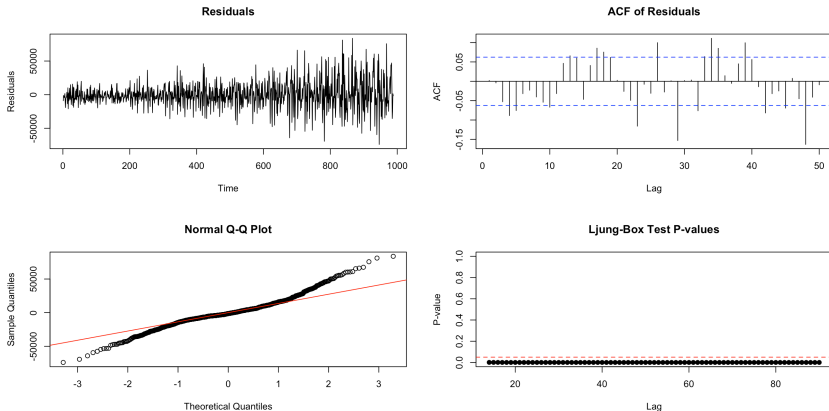 Residuals
Residuals
50000
0
-50000
0 200 400 600 800 1000
Time
ACF of Residuals
ACF
0.05
-0.05
-0.15
0 10 20 30 40 50
Lag
Normal Q-Q Plot
Sample Quantiles
50000
0
-50000
-3 -2 -1 0 1 2 3
Theoretical Quantiles
Ljung-Box Test P-values
P-value
1.0
0.8
0.6
0.4
0.2
0.0
20 40 60 80
Lag